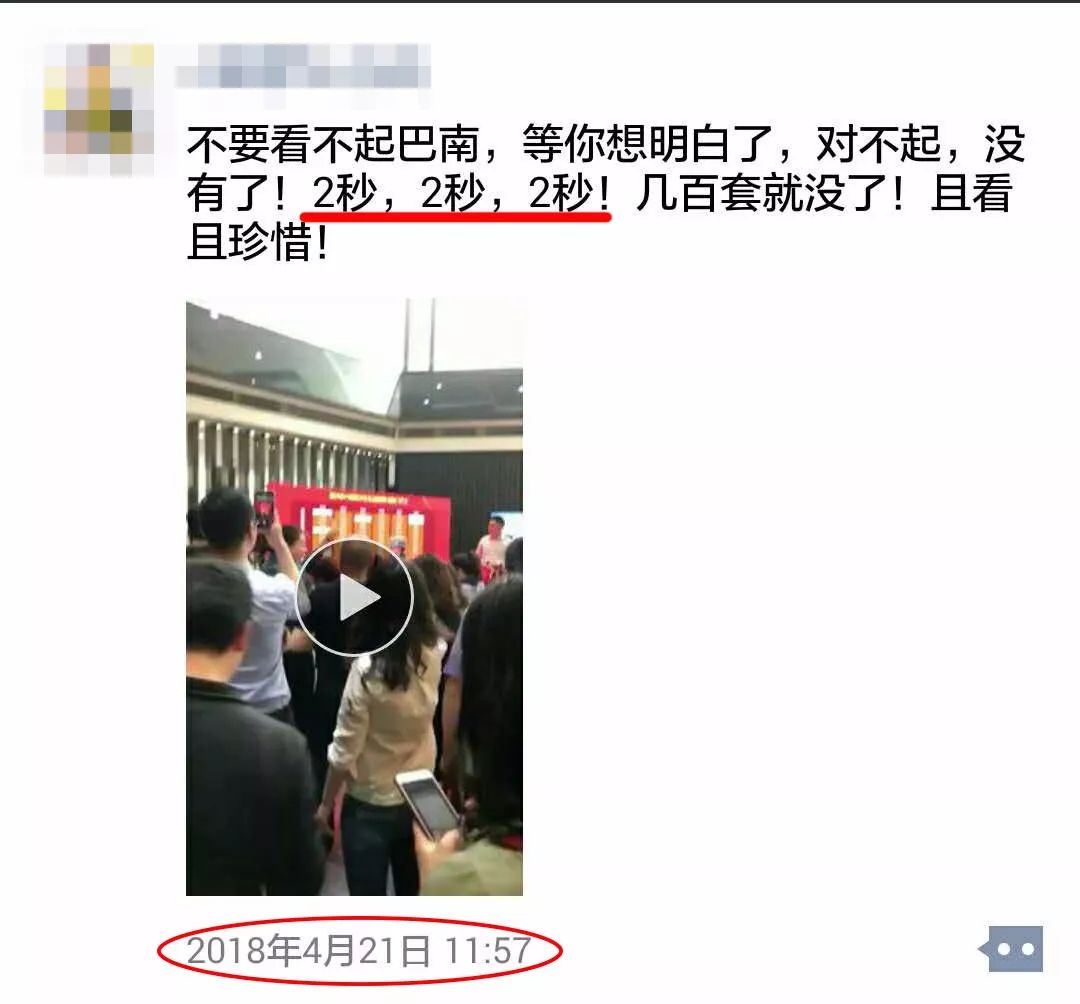 不要看不起巴南，等你想明白了，对不起，没
有了！2秒，2秒，2秒！几百套就没了！且看
且珍惜！
2018年4月21日 11:57